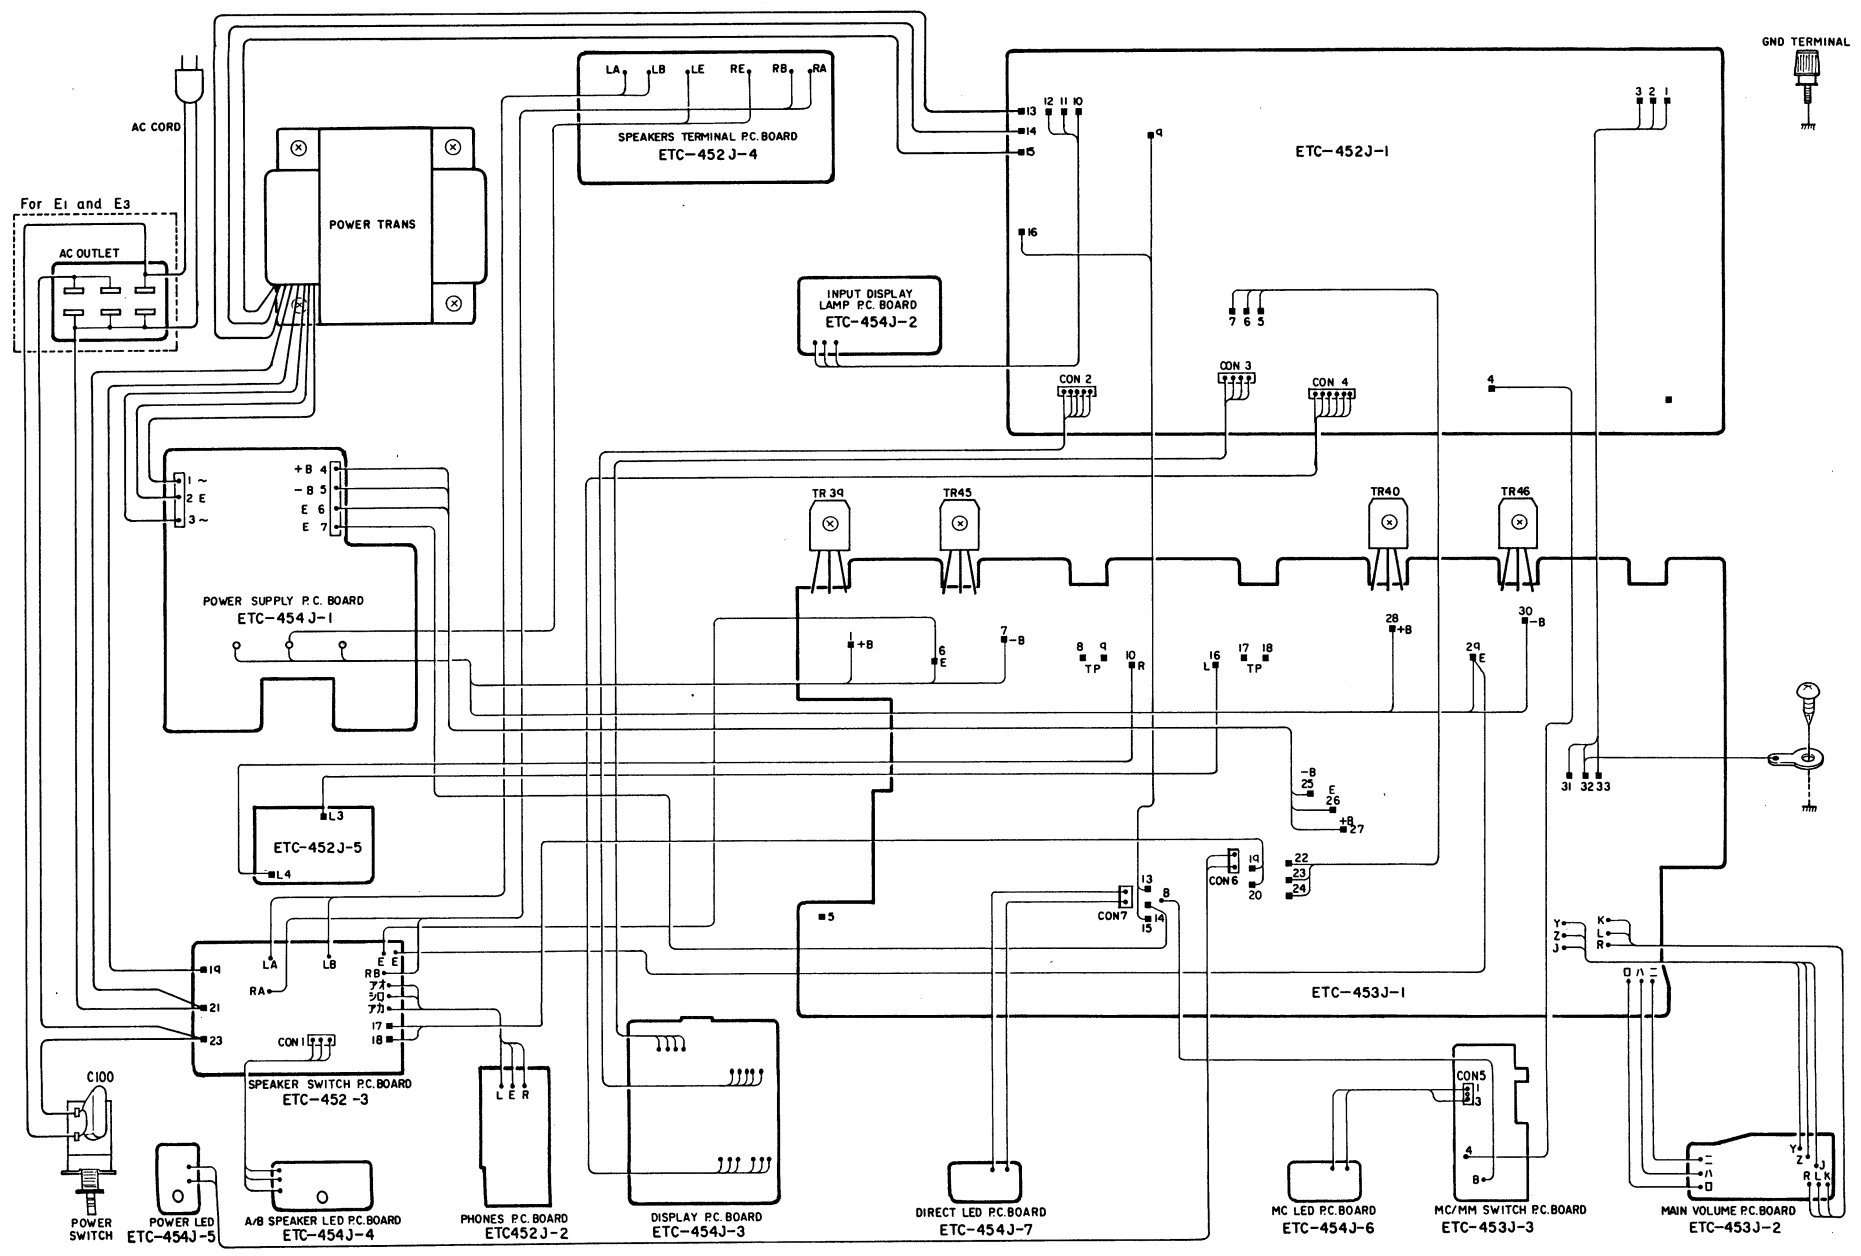 GND TERMINAL
AC CORD
For E1 and E3
AC OUTLET
POWER TRANS
LA LB LE RE RB RA
SPEAKERS TERMINAL P.C.BOARD
ETC-452J-4
13 12 11 10
14
15
9
3 2 1
ETC-452J-1
16
INPUT DISPLAY
LAMP P.C.BOARD
ETC-454J-2
7 6 5
CON 2
CON 3
CON 4
4
1 ~
2 E
3 ~
+B 4
-B 5
E 6
E 7
POWER SUPPLY P.C.BOARD
ETC-454J-1
TR39
TR45
TR40
TR46
1 +B
6 E
7 -B
8 9
TP
10 R
16 L
17 18
TP
28 +B
29 E
30 -B
-B
25
E
26
+B
27
31 32 33
L3
ETC-452J-5
L4
CON6
19
20
22
23
24
CON7
13
14
15
B
5
Y
Z
J
K
L
R
ロ ハ ニ
ETC-453J-1
19
21
23
LA
LB
RA
E E
RB
アオ
シロ
アカ
17
18
CON1
SPEAKER SWITCH P.C.BOARD
ETC-452 -3
C100
POWER
SWITCH
POWER LED
ETC-454J-5
A/B SPEAKER LED P.C.BOARD
ETC-454J-4
L E R
PHONES P.C.BOARD
ETC452J-2
DISPLAY P.C.BOARD
ETC-454J-3
DIRECT LED P.C.BOARD
ETC-454J-7
MC LED P.C.BOARD
ETC-454J-6
CON5
1
3
4
B
MC/MM SWITCH P.C.BOARD
ETC-453J-3
Y
Z
J
R L K
ニ
ハ
ロ
MAIN VOLUME P.C.BOARD
ETC-453J-2